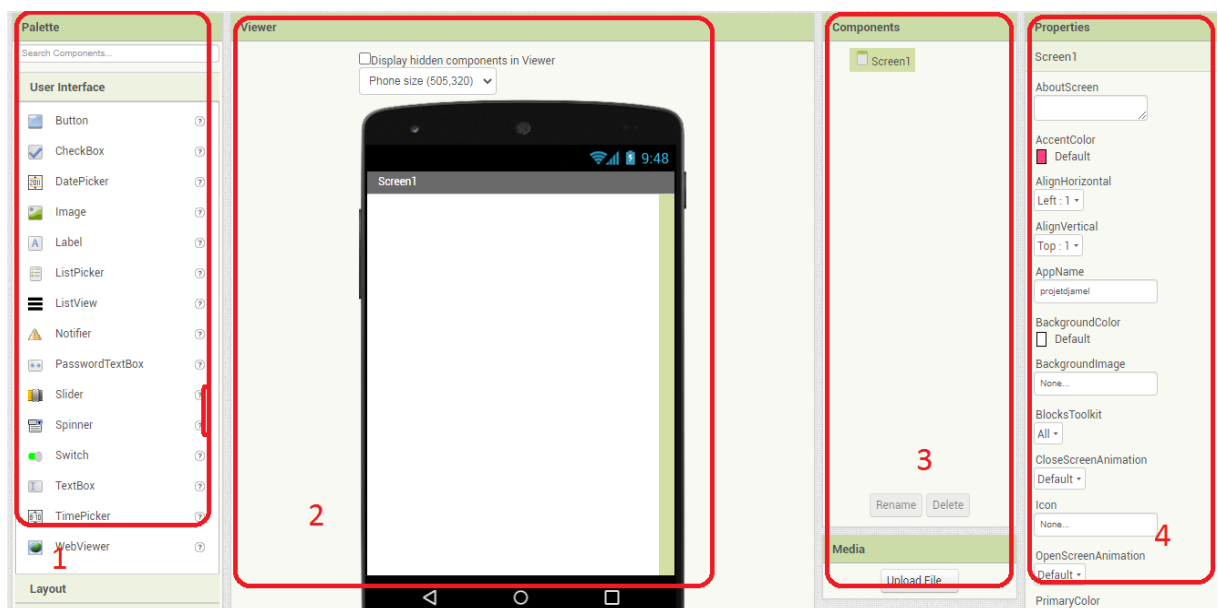 Palette
Search Components...
User Interface
Button
CheckBox
DatePicker
Image
Label
ListPicker
ListView
Notifier
PasswordTextBox
Slider
Spinner
Switch
TextBox
TimePicker
WebViewer
1
Layout
Viewer
Display hidden components in Viewer
Phone size (505,320)
9:48
Screen1
2
Components
Screen1
3
Rename Delete
Media
Upload File ...
Properties
Screen1
AboutScreen
AccentColor
Default
AlignHorizontal
Left : 1
AlignVertical
Top : 1
AppName
projetdjamel
BackgroundColor
Default
BackgroundImage
None...
BlocksToolkit
All
CloseScreenAnimation
Default
Icon
None...
4
OpenScreenAnimation
Default
PrimaryColor